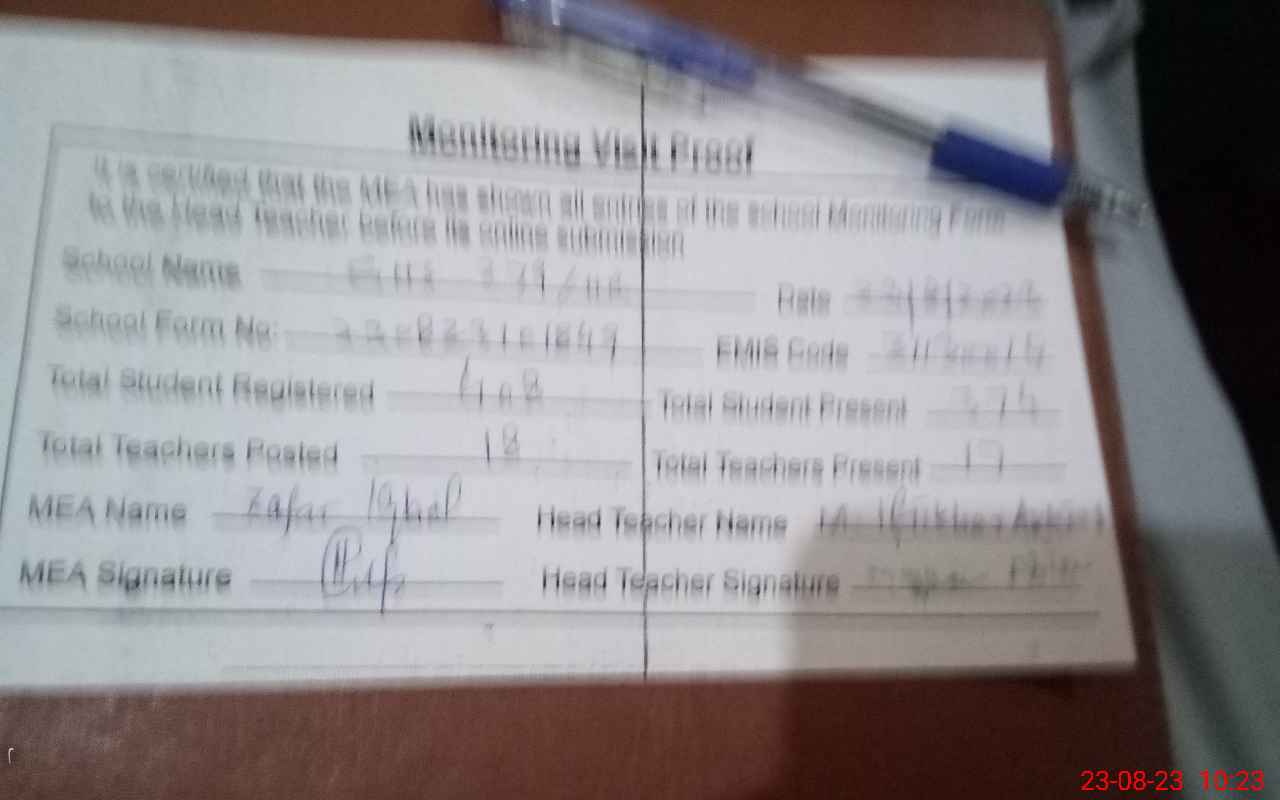 Monitoring Visit Proof
It is certified that the MEA has shown all entries of the school Monitoring Form
to the Head Teacher before its online submission
School Name 379/ Date
School Form No: EMIS Code
Total Student Registered 408 Total Student Present 374
Total Teachers Posted 18 Total Teachers Present 17
MEA Name Zafar Iqbal Head Teacher Name
MEA Signature Head Teacher Signature
23-08-23 10:23